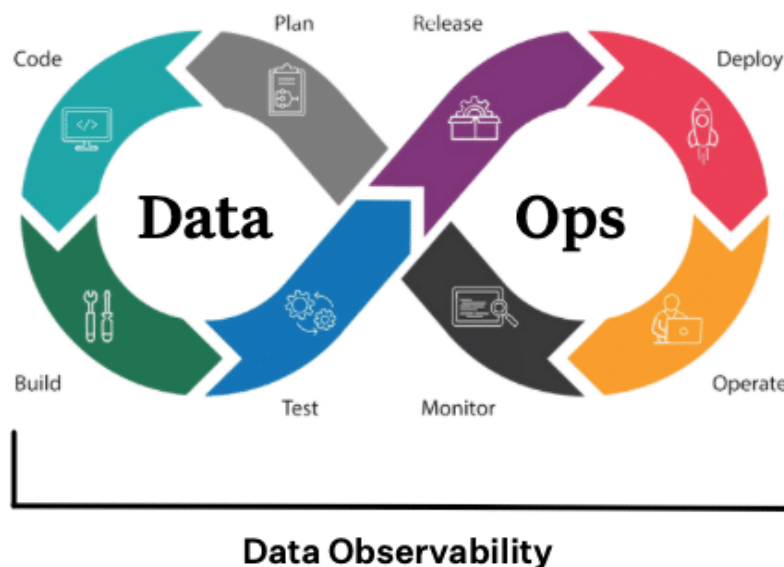 Plan
Release
Code
Deploy
</>
Data
Ops
Build
Operate
Test
Monitor
Data Observability